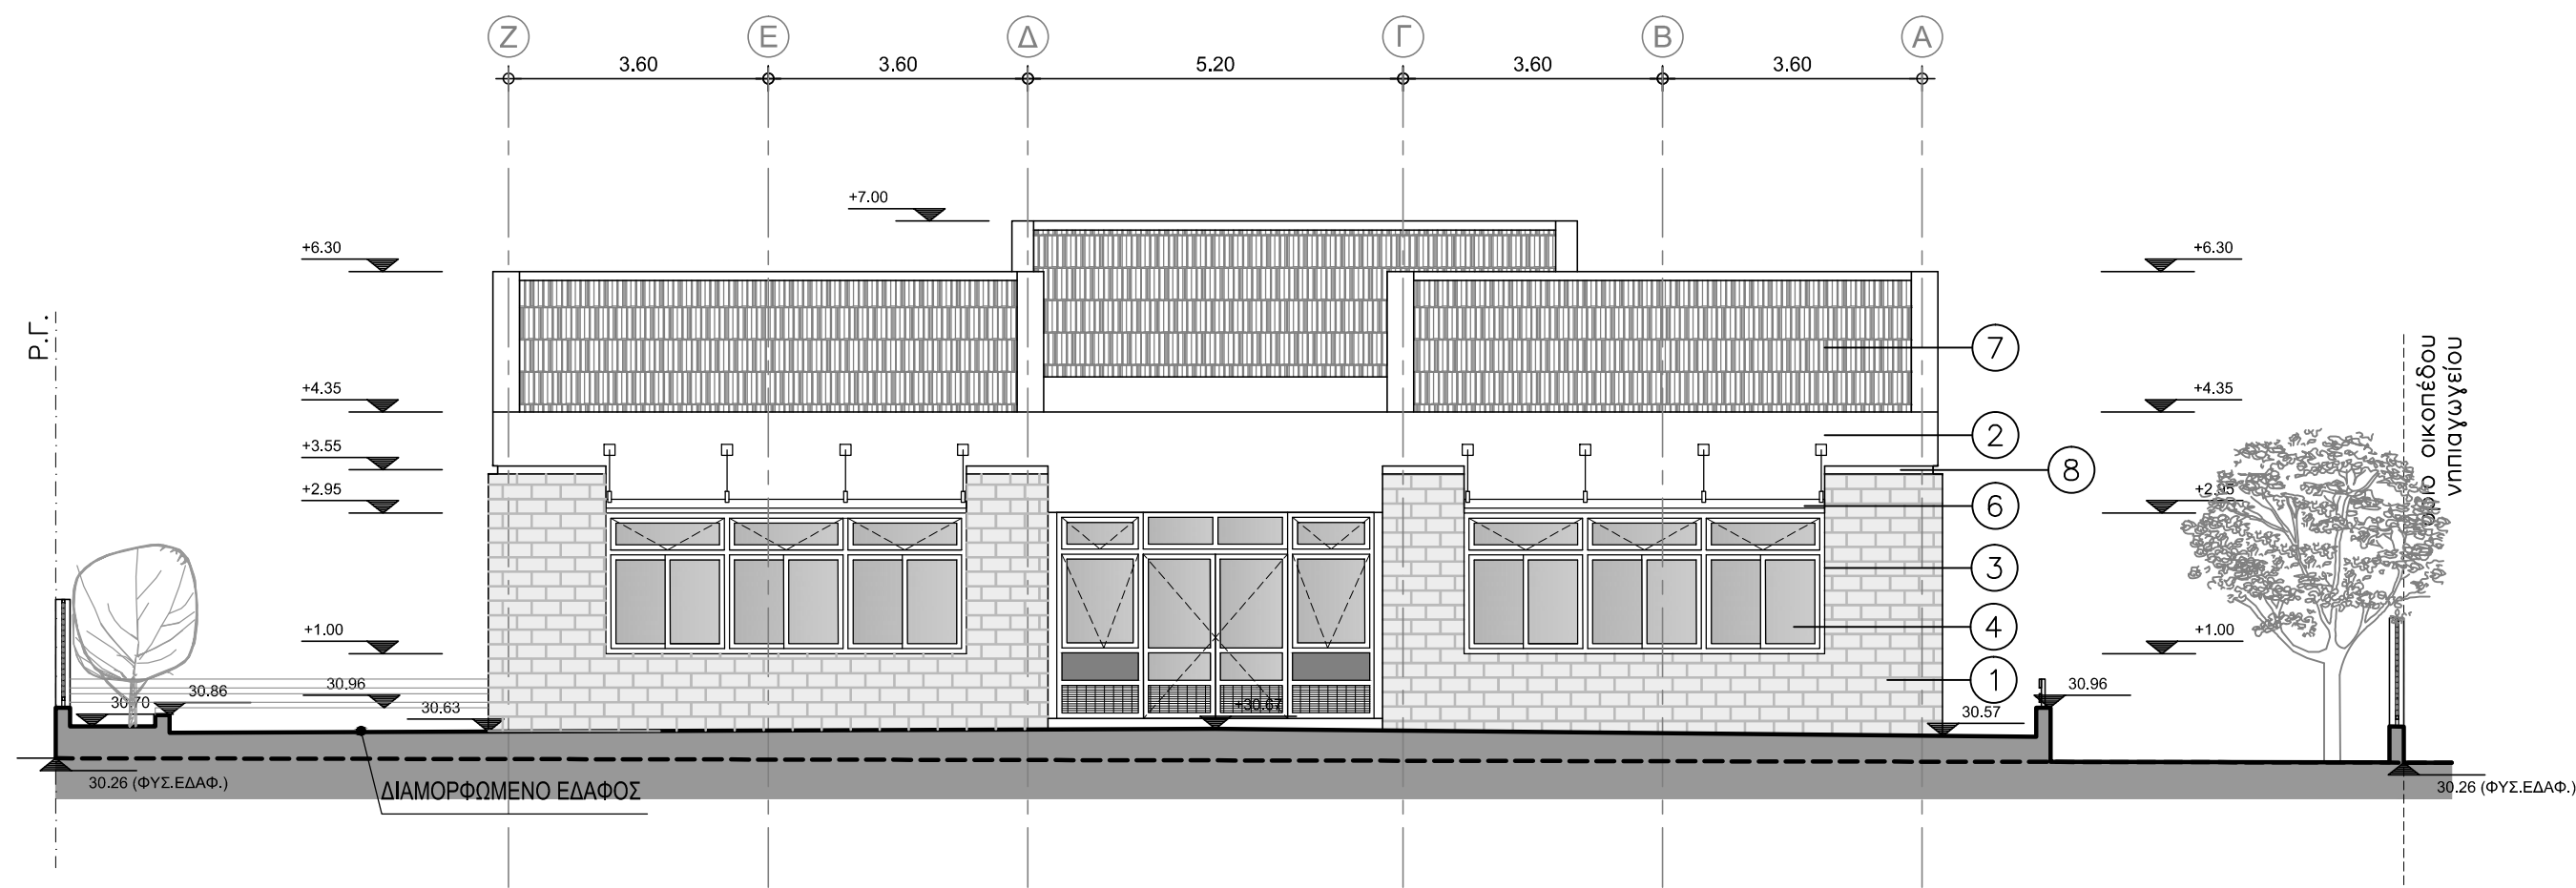 Ζ Ε Δ Γ Β Α
3.60 3.60 5.20 3.60 3.60
+7.00
+6.30 +6.30
Ρ.Γ.
7
όριο οικοπέδου
νηπιαγωγείου
+4.35 +4.35
2
+3.55
8
+2.95 +2.95
6
3
4
+1.00 +1.00
1
30.70 30.86 30.96 30.63 +30.67 30.57 30.96
30.26 (ΦΥΣ.ΕΔΑΦ.)
ΔΙΑΜΟΡΦΩΜΕΝΟ ΕΔΑΦΟΣ
30.26 (ΦΥΣ.ΕΔΑΦ.)